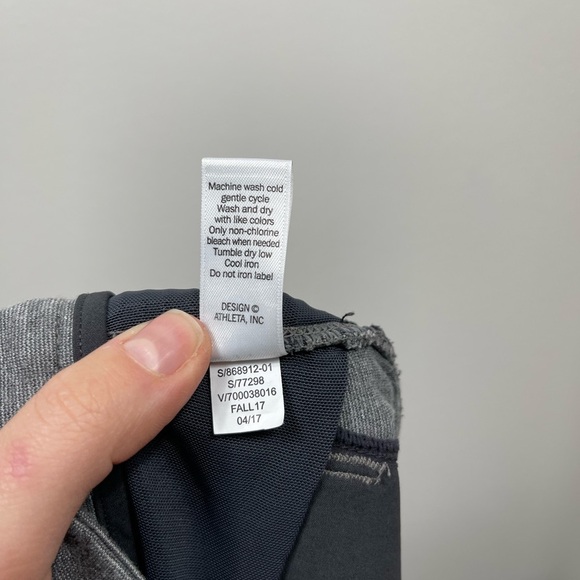 Machine wash cold
gentle cycle
Wash and dry
with like colors
Only non-chlorine
bleach when needed
Tumble dry low
Cool iron
Do not iron label
DESIGN ©
ATHLETA, INC
S/868912-01
S/77298
V/700038016
FALL17
04/17